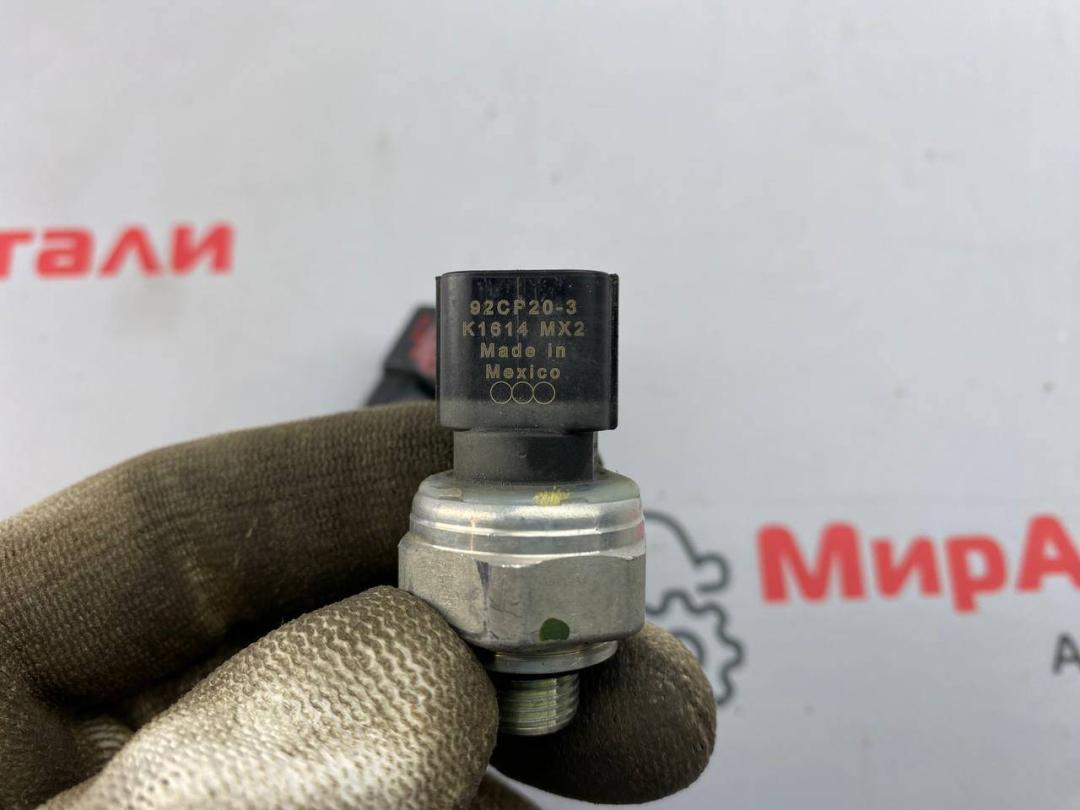 тали
92CP20-3
K1614 MX2
Made in
Mexico
МирА
А